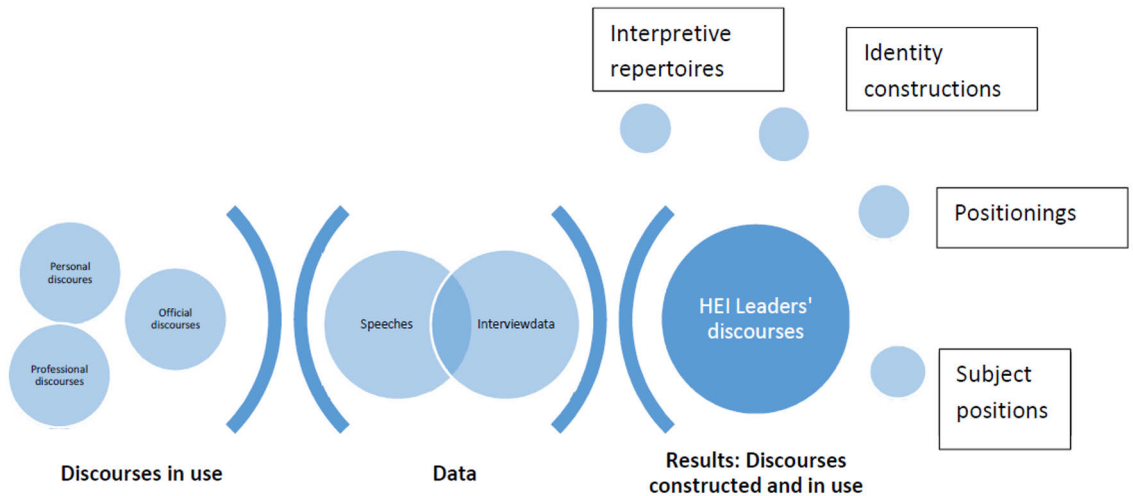 Interpretive
repertoires
Identity
constructions
Positionings
Subject
positions
Personal
discoures
Official
discourses
Professional
discourses
Speeches
Interviewdata
HEI Leaders'
discourses
Discourses in use
Data
Results: Discourses
constructed and in use